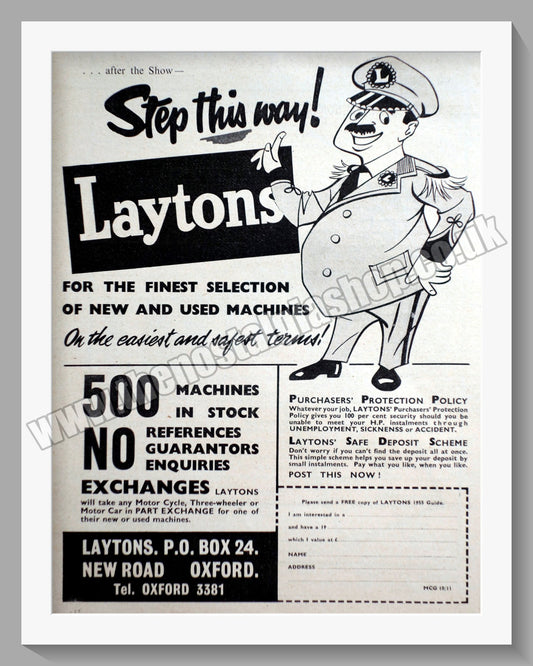 . . . after the Show —
Step this way!
L
L
Laytons
FOR THE FINEST SELECTION
OF NEW AND USED MACHINES
On the easiest and safest terms!
www.thenostalgiashop.co.uk
500 MACHINES
IN STOCK
NO REFERENCES
GUARANTORS
ENQUIRIES
EXCHANGES LAYTONS
will take any Motor Cycle, Three-wheeler or
Motor Car in PART EXCHANGE for one of
their new or used machines.
LAYTONS. P.O. BOX 24.
NEW ROAD OXFORD.
Tel. OXFORD 3381
PURCHASERS' PROTECTION POLICY
Whatever your job, LAYTONS' Purchasers' Protection
Policy gives you 100 per cent security should you be
unable to meet your H.P. instalments through
UNEMPLOYMENT, SICKNESS or ACCIDENT.
LAYTONS' SAFE DEPOSIT SCHEME
Don't worry if you can't find the deposit all at once.
This simple scheme helps you save up your deposit by
small instalments. Pay what you like, when you like.
POST THIS NOW!
Please send a FREE copy of LAYTONS 1955 Guide.
I am interested in a
and have a 19
which I value at £
NAME
ADDRESS
MCG 18/11